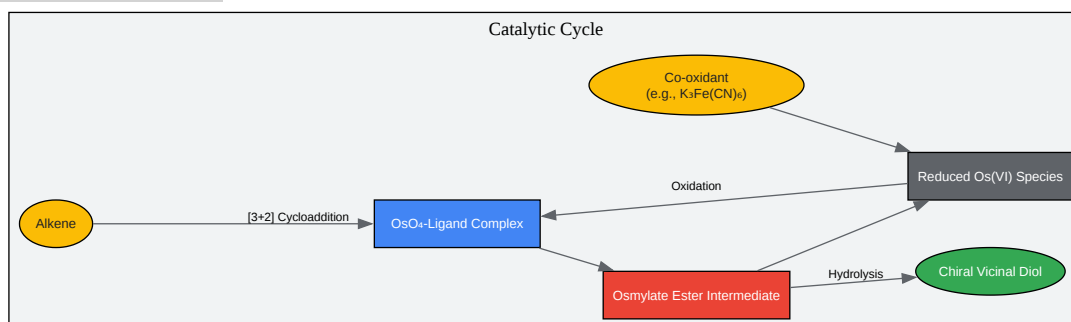 Catalytic Cycle
Co-oxidant
(e.g., K₃Fe(CN)₆)
Reduced Os(VI) Species
Oxidation
Alkene
[3+2] Cycloaddition
OsO₄-Ligand Complex
Osmylate Ester Intermediate
Hydrolysis
Chiral Vicinal Diol